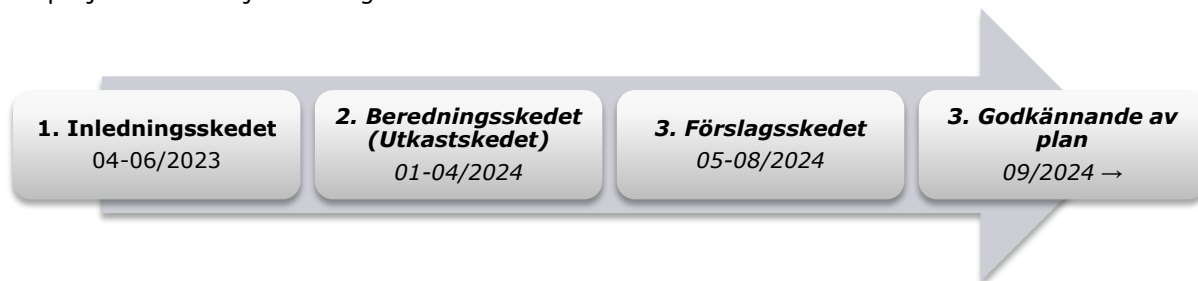 1. Inledningsskedet
04-06/2023
2. Beredningsskedet
(Utkastskedet)
01-04/2024
3. Förslagsskedet
05-08/2024
3. Godkännande av
plan
09/2024 →